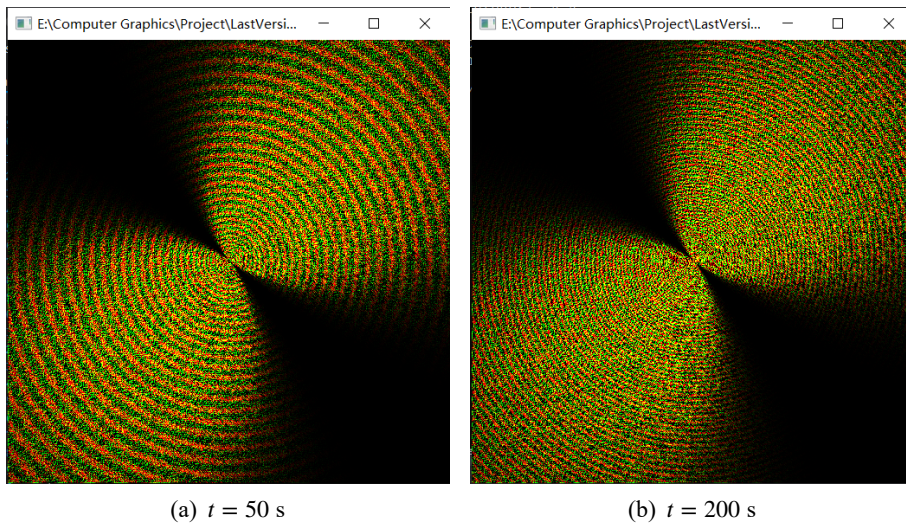 E:\Computer Graphics\Project\LastVersi...
E:\Computer Graphics\Project\LastVersi...
(a) t = 50 s
(b) t = 200 s